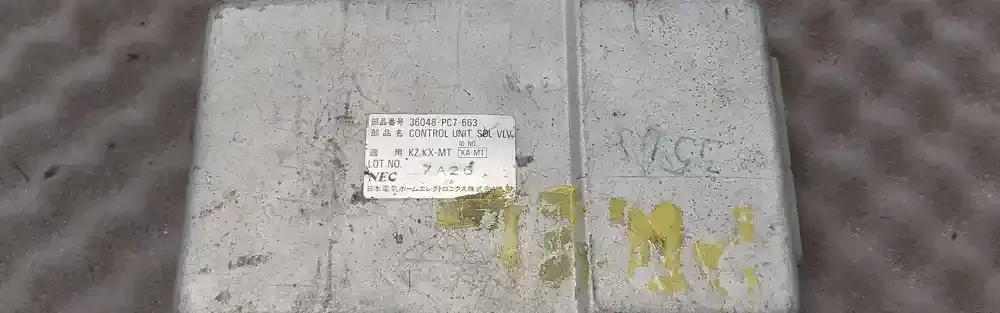 部品番号 36048-PC7-663
部品名 CONTROL UNIT, SOL VLV
ID NO.
適用 KZ,KX-MT KA-MT
LOT NO. 7A26
NEC
日本電気ホームエレクトロニクス株式会社